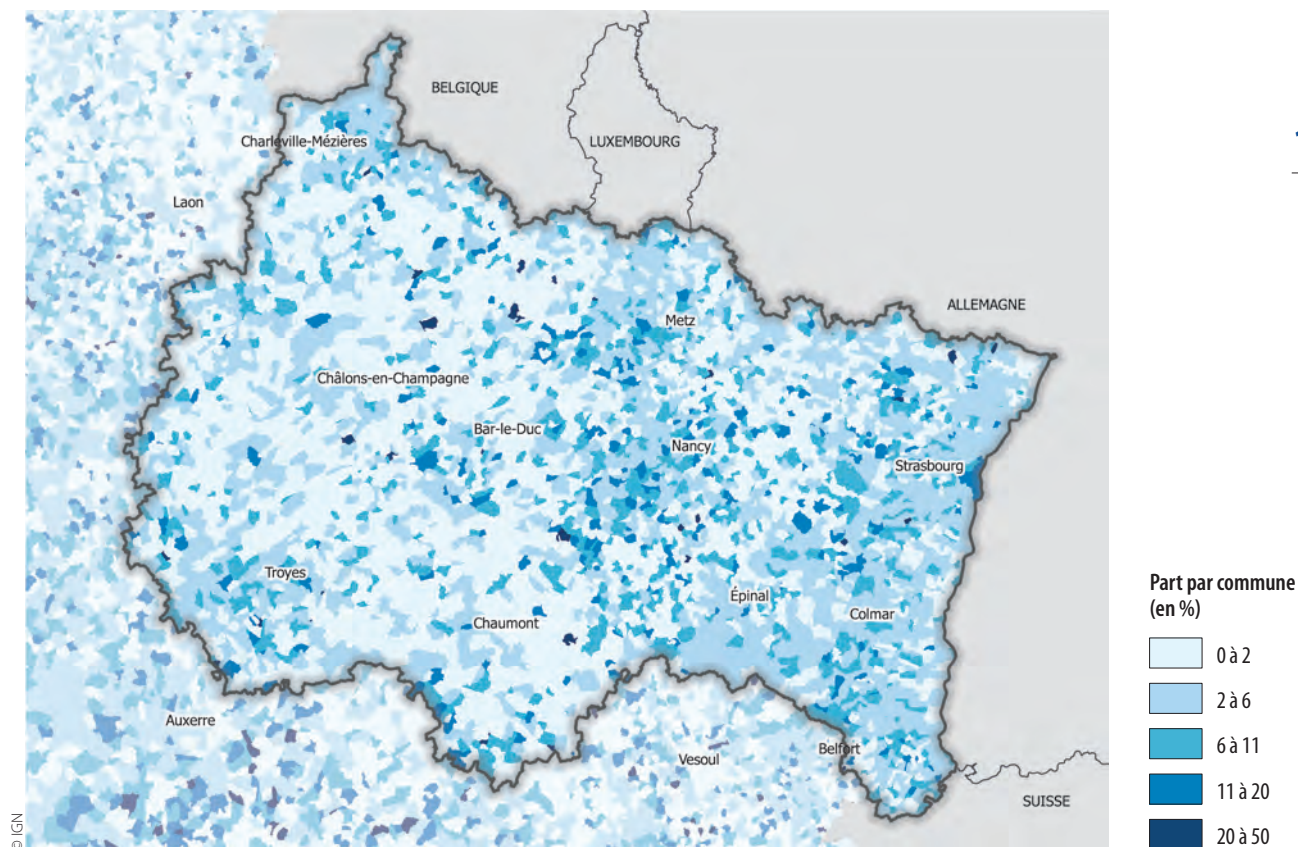 BELGIQUE
LUXEMBOURG
Charleville-Mézières
Laon
ALLEMAGNE
Metz
Châlons-en-Champagne
Bar-le-Duc
Nancy
Strasbourg
Troyes
Épinal
Colmar
Chaumont
Auxerre
Belfort
Vesoul
SUISSE
© IGN
Part par commune
(en %)
0 à 2
2 à 6
6 à 11
11 à 20
20 à 50